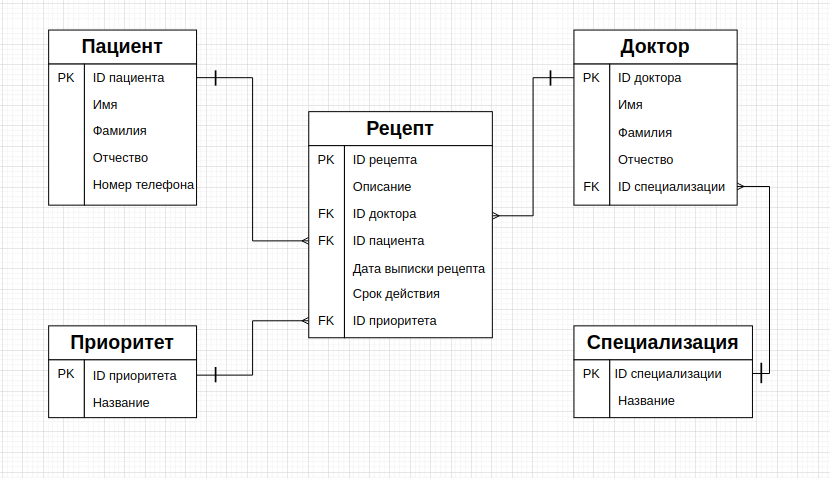 Пациент
PK ID пациента
Имя
Фамилия
Отчество
Номер телефона
Рецепт
PK ID рецепта
Описание
FK ID доктора
FK ID пациента
Дата выписки рецепта
Срок действия
FK ID приоритета
Доктор
PK ID доктора
Имя
Фамилия
Отчество
FK ID специализации
Приоритет
PK ID приоритета
Название
Специализация
PK ID специализации
Название